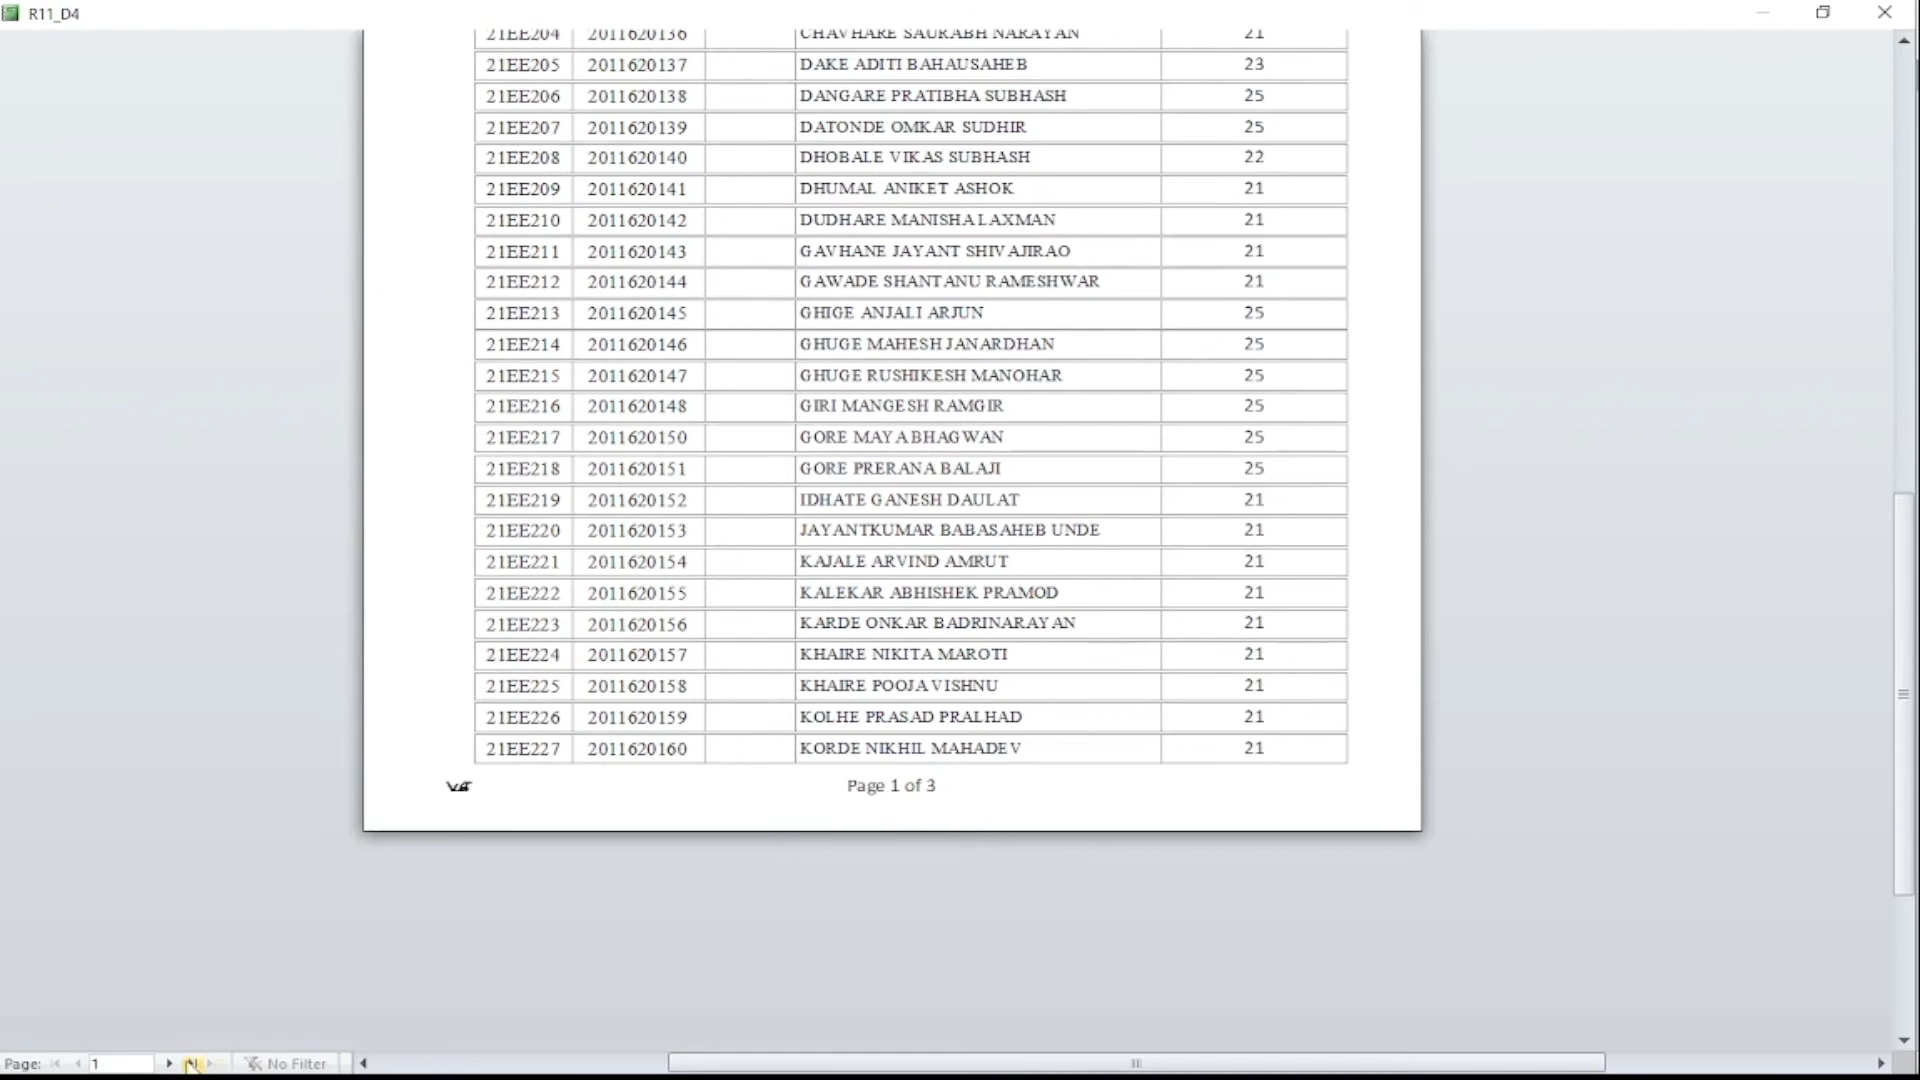 R11_D4
21EE204 2011620136 CHAVHARE SAURABH NARAYAN 21
21EE205 2011620137 DAKE ADITI BAHAUSAHEB 23
21EE206 2011620138 DANGARE PRATIBHA SUBHASH 25
21EE207 2011620139 DATONDE OMKAR SUDHIR 25
21EE208 2011620140 DHOBALE VIKAS SUBHASH 22
21EE209 2011620141 DHUMAL ANIKET ASHOK 21
21EE210 2011620142 DUDHARE MANISHA LAXMAN 21
21EE211 2011620143 GAVHANE JAYANT SHIVAJIRAO 21
21EE212 2011620144 GAWADE SHANTANU RAMESHWAR 21
21EE213 2011620145 GHIGE ANJALI ARJUN 25
21EE214 2011620146 GHUGE MAHESH JANARDHAN 25
21EE215 2011620147 GHUGE RUSHIKESH MANOHAR 25
21EE216 2011620148 GIRI MANGESH RAMGIR 25
21EE217 2011620150 GORE MAYA BHAGWAN 25
21EE218 2011620151 GORE PRERANA BALAJI 25
21EE219 2011620152 IDHATE GANESH DAULAT 21
21EE220 2011620153 JAYANTKUMAR BABASAHEB UNDE 21
21EE221 2011620154 KAJALE ARVIND AMRUT 21
21EE222 2011620155 KALEKAR ABHISHEK PRAMOD 21
21EE223 2011620156 KARDE ONKAR BADRINARAYAN 21
21EE224 2011620157 KHAIRE NIKITA MAROTI 21
21EE225 2011620158 KHAIRE POOJA VISHNU 21
21EE226 2011620159 KOLHE PRASAD PRALHAD 21
21EE227 2011620160 KORDE NIKHIL MAHADEV 21
Page 1 of 3
Page: 1 No Filter